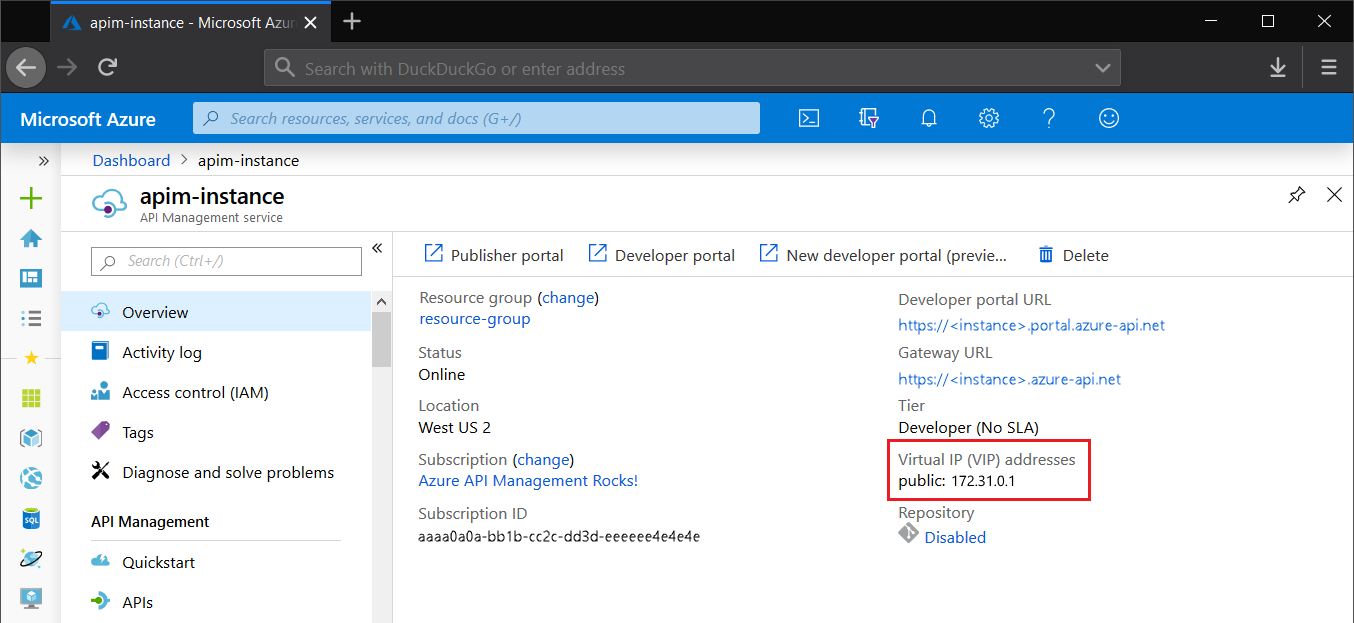 apim-instance - Microsoft Azur
Search with DuckDuckGo or enter address
Microsoft Azure
Search resources, services, and docs (G+/)
Dashboard > apim-instance
apim-instance
API Management service
Search (Ctrl+/)
Overview
Activity log
Access control (IAM)
Tags
Diagnose and solve problems
API Management
Quickstart
APIs
Publisher portal
Developer portal
New developer portal (previe...
Delete
Resource group (change)
resource-group
Status
Online
Location
West US 2
Subscription (change)
Azure API Management Rocks!
Subscription ID
aaaa0a0a-bb1b-cc2c-dd3d-eeeeee4e4e4e
Developer portal URL
https://<instance>.portal.azure-api.net
Gateway URL
https://<instance>.azure-api.net
Tier
Developer (No SLA)
Virtual IP (VIP) addresses
public: 172.31.0.1
Repository
Disabled
SQL